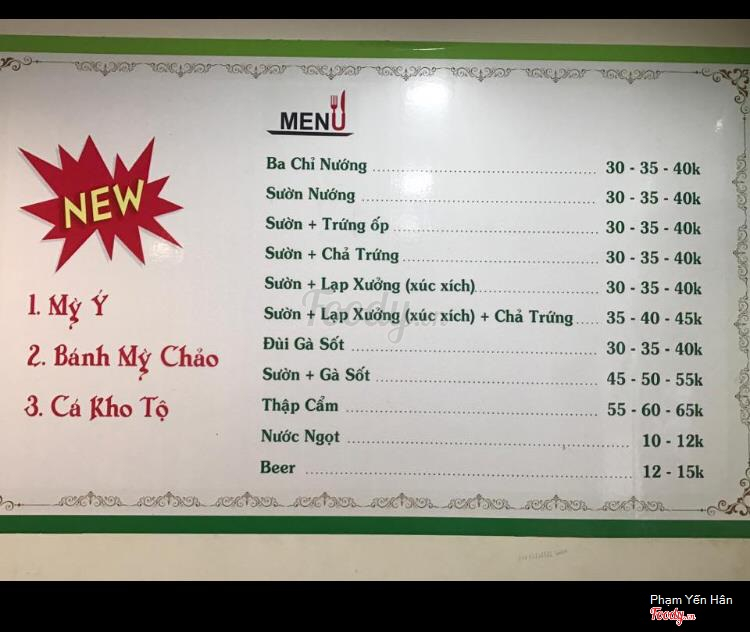 MENU
NEW
1. Mỳ Ý
2. Bánh Mỳ Chảo
3. Cá Kho Tộ
Ba Chỉ Nướng 30 - 35 - 40k
Sườn Nướng 30 - 35 - 40k
Sườn + Trứng ốp 30 - 35 - 40k
Sườn + Chả Trứng 30 - 35 - 40k
Sườn + Lạp Xưởng (xúc xích) 30 - 35 - 40k
Sườn + Lạp Xưởng (xúc xích) + Chả Trứng 35 - 40 - 45k
Đùi Gà Sốt 30 - 35 - 40k
Sườn + Gà Sốt 45 - 50 - 55k
Thập Cẩm 55 - 60 - 65k
Nước Ngọt 10 - 12k
Beer 12 - 15k
Foody.vn
Phạm Yến Hân
Foody.vn